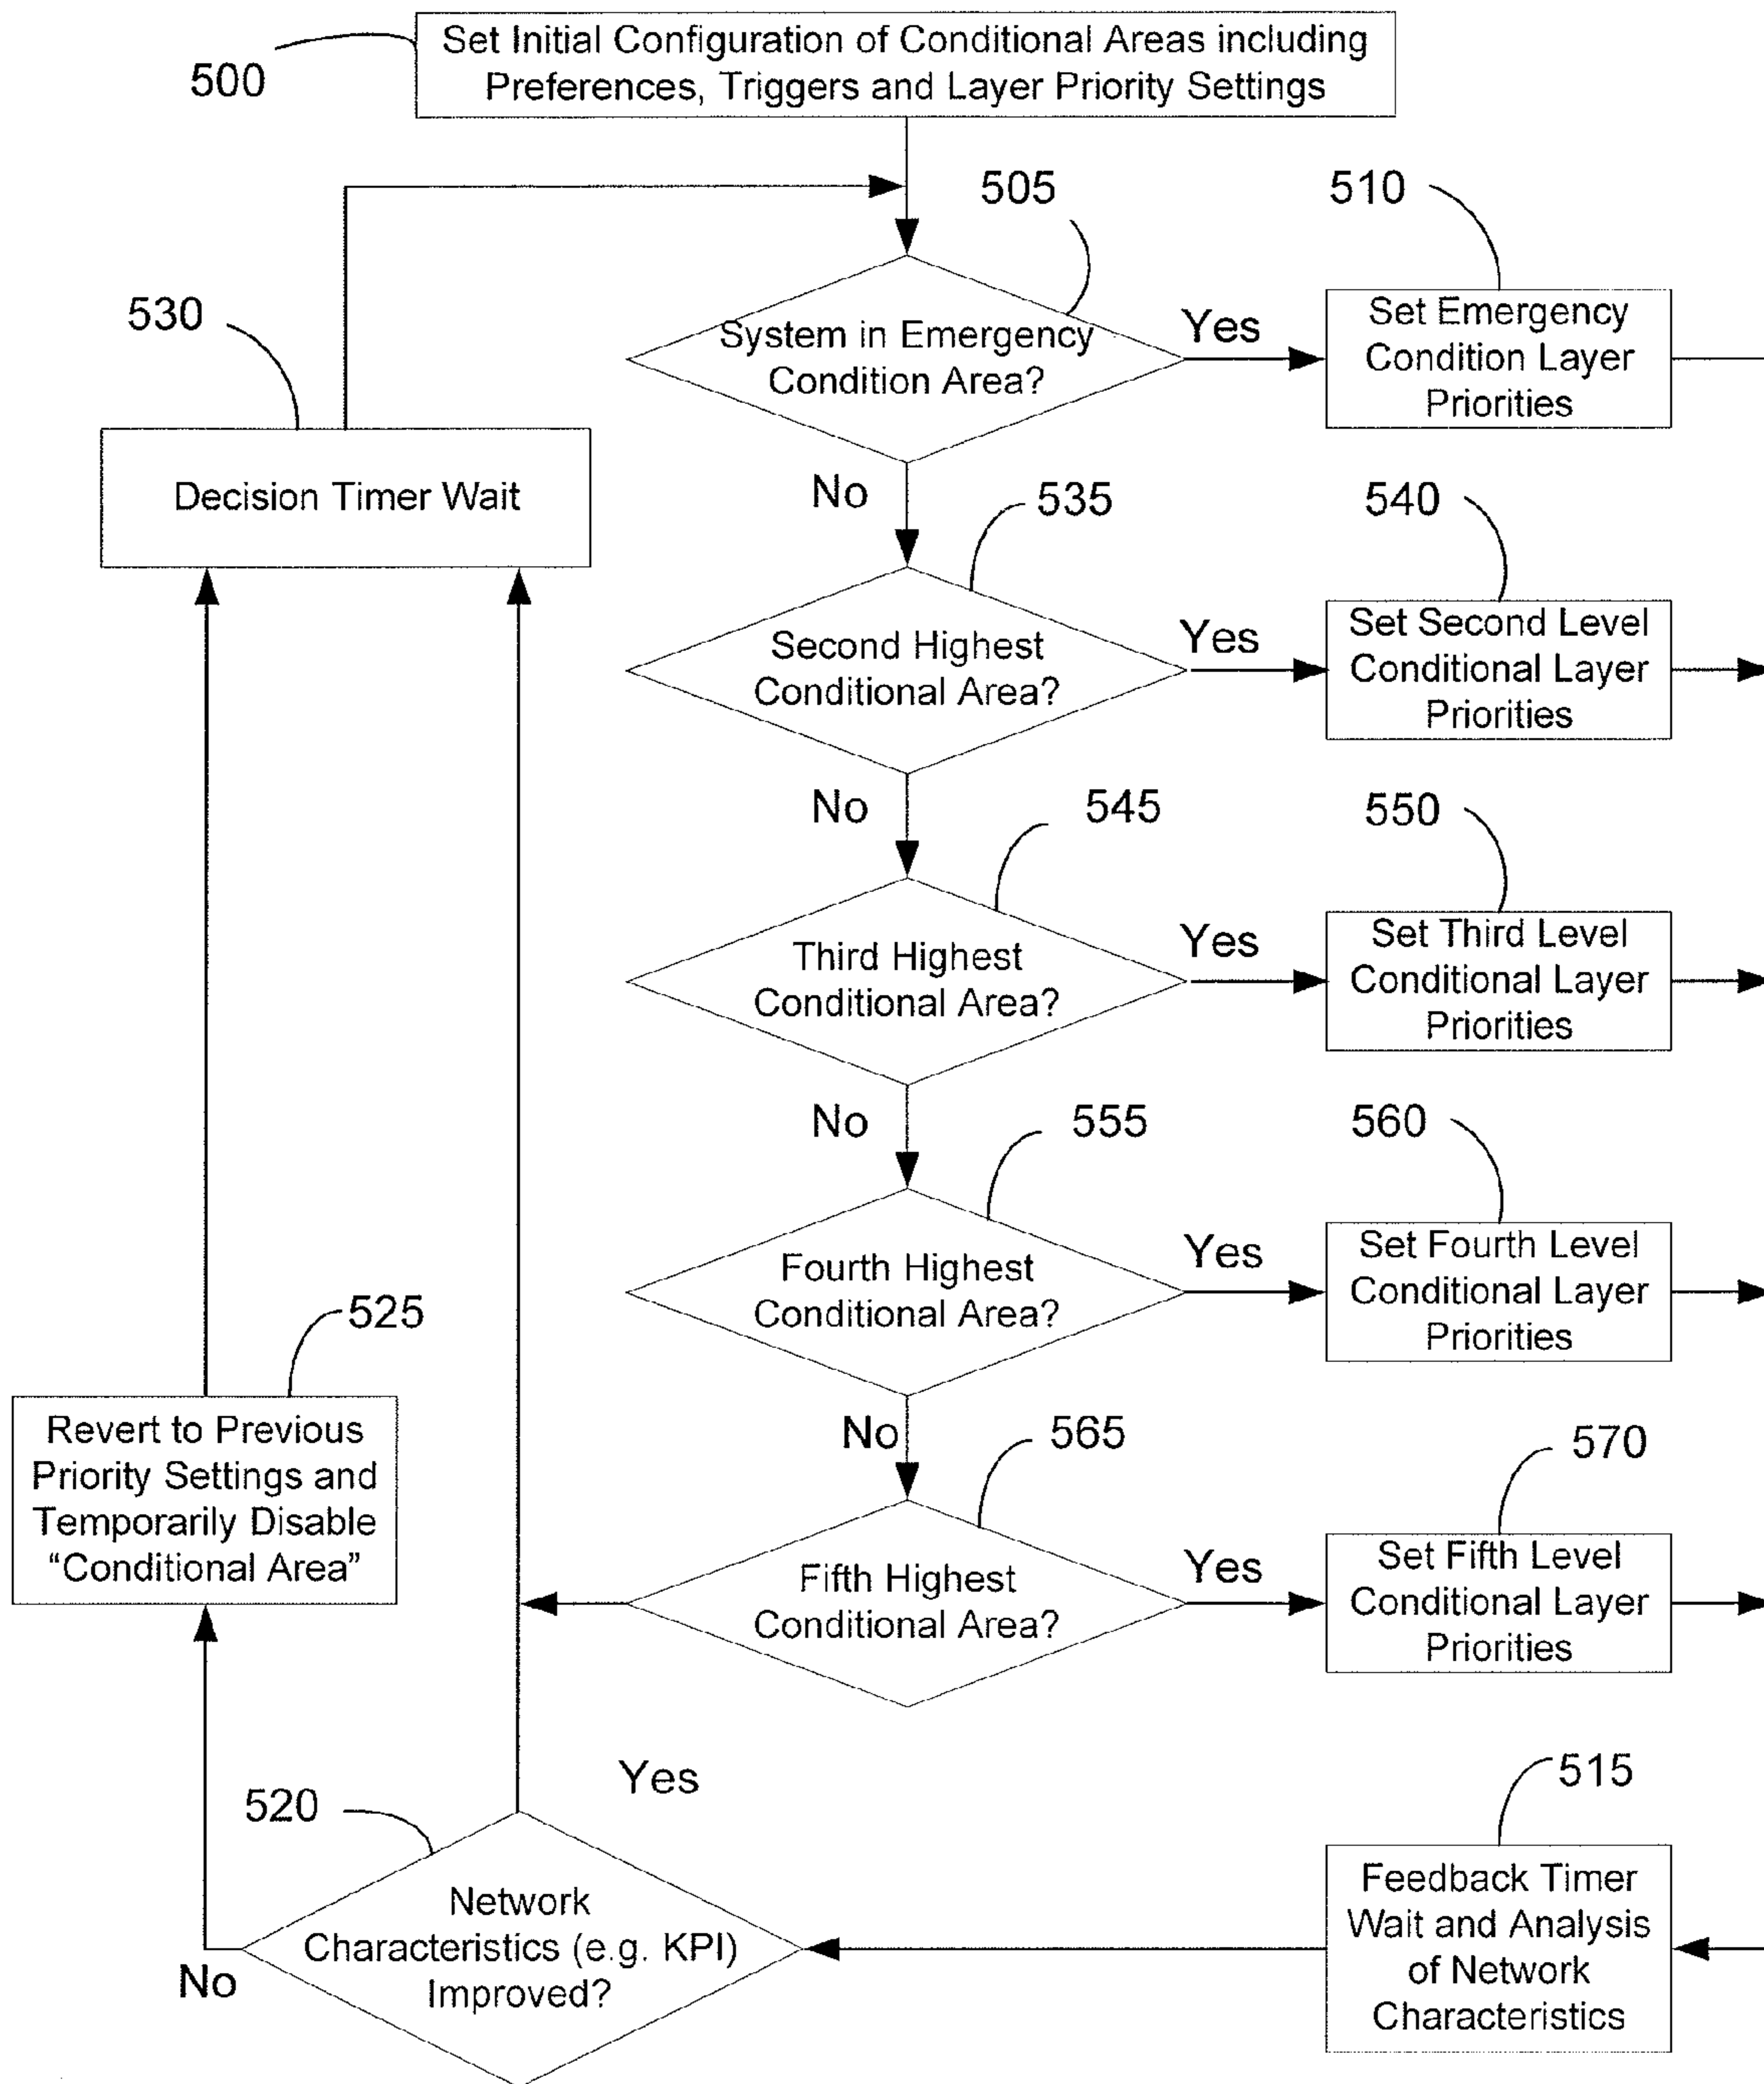 Set Initial Configuration of Conditional Areas including
Preferences, Triggers and Layer Priority Settings
500
505
510
530
System in Emergency
Condition Area?
Yes
Set Emergency
Condition Layer
Priorities
Decision Timer Wait
No
535
540
Second Highest
Conditional Area?
Yes
Set Second Level
Conditional Layer
Priorities
No
545
550
Third Highest
Conditional Area?
Yes
Set Third Level
Conditional Layer
Priorities
No
555
560
Fourth Highest
Conditional Area?
Yes
Set Fourth Level
Conditional Layer
Priorities
525
Revert to Previous
Priority Settings and
Temporarily Disable
“Conditional Area”
No
565
570
Fifth Highest
Conditional Area?
Yes
Set Fifth Level
Conditional Layer
Priorities
Yes
520
515
Network
Characteristics (e.g. KPI)
Improved?
No
Feedback Timer
Wait and Analysis
of Network
Characteristics